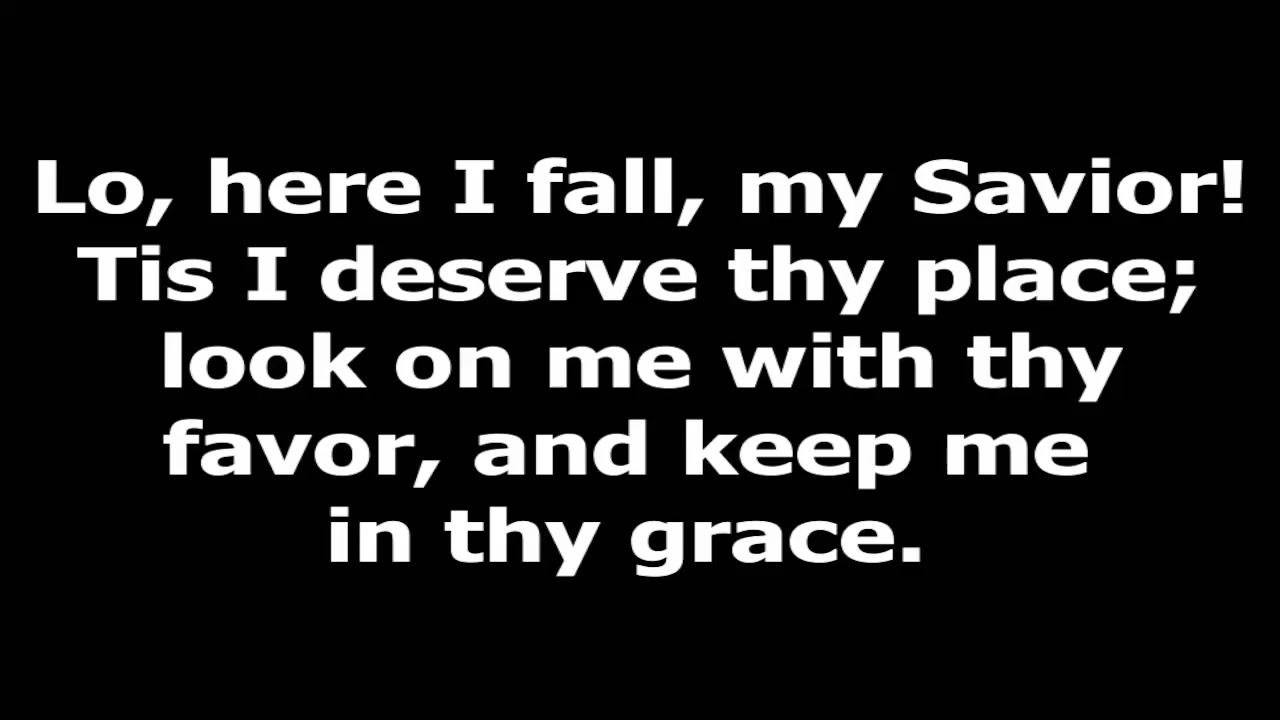 Lo, here I fall, my Savior!
Tis I deserve thy place;
look on me with thy
favor, and keep me
in thy grace.